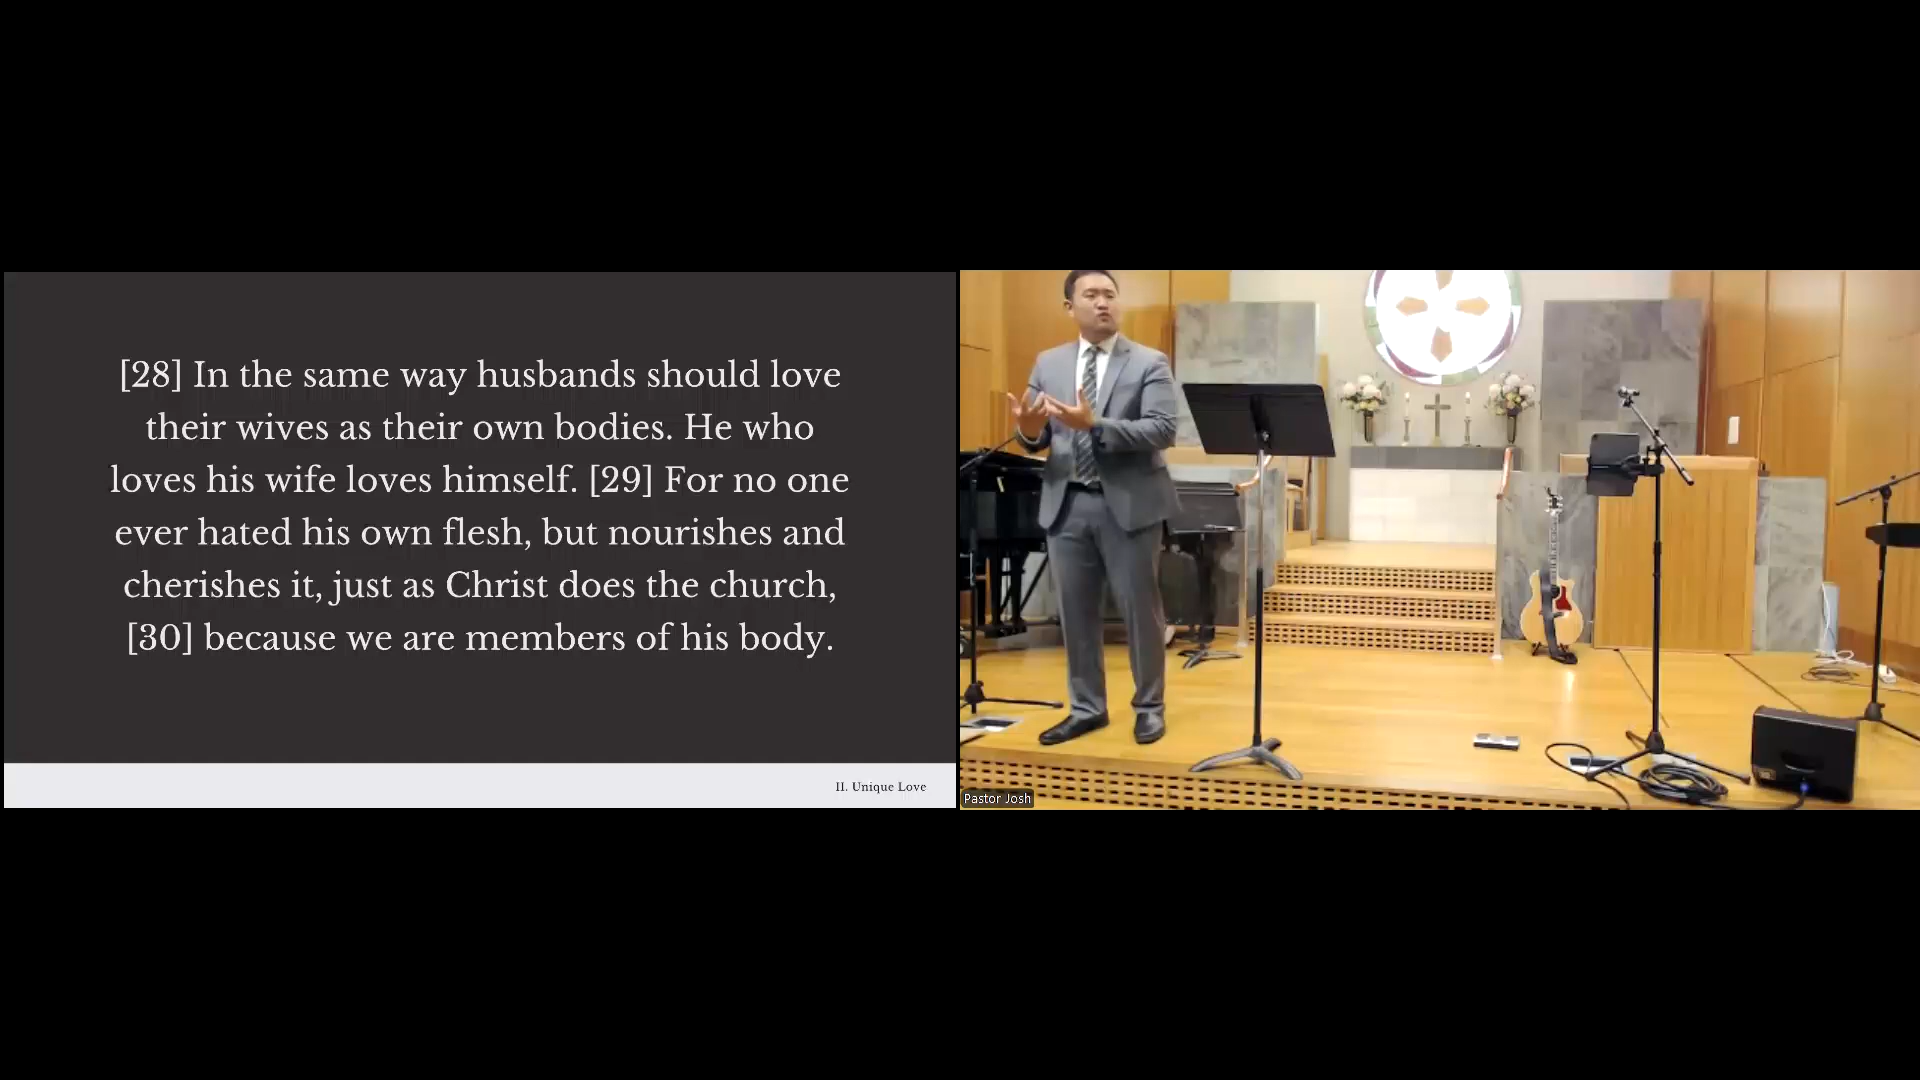 [28] In the same way husbands should love
their wives as their own bodies. He who
loves his wife loves himself. [29] For no one
ever hated his own flesh, but nourishes and
cherishes it, just as Christ does the church,
[30] because we are members of his body.
II. Unique Love
Pastor Josh